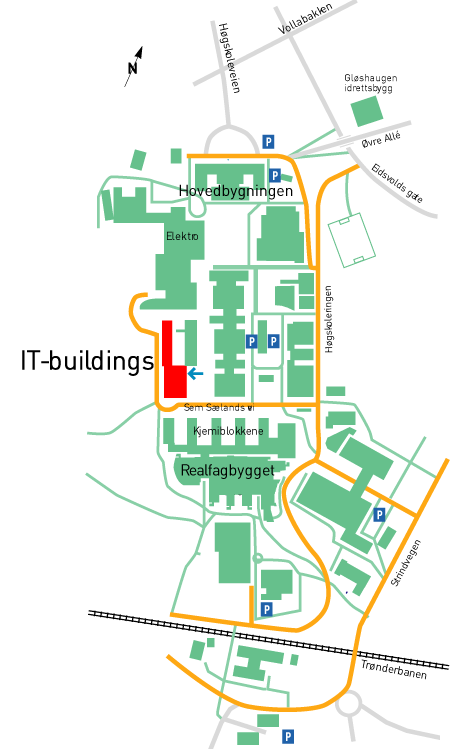 Vollabakken
Høgskoleveien
N
Gløshaugen
idrettsbygg
P
Øvre Allé
P
Eidsvolds gate
Hovedbygningen
Elektro
Høgskoleringen
P P
IT-buildings
Sem Sælands vei
Kjemiblokkene
Realfagbygget
P
Strindvegen
P
Trønderbanen
P